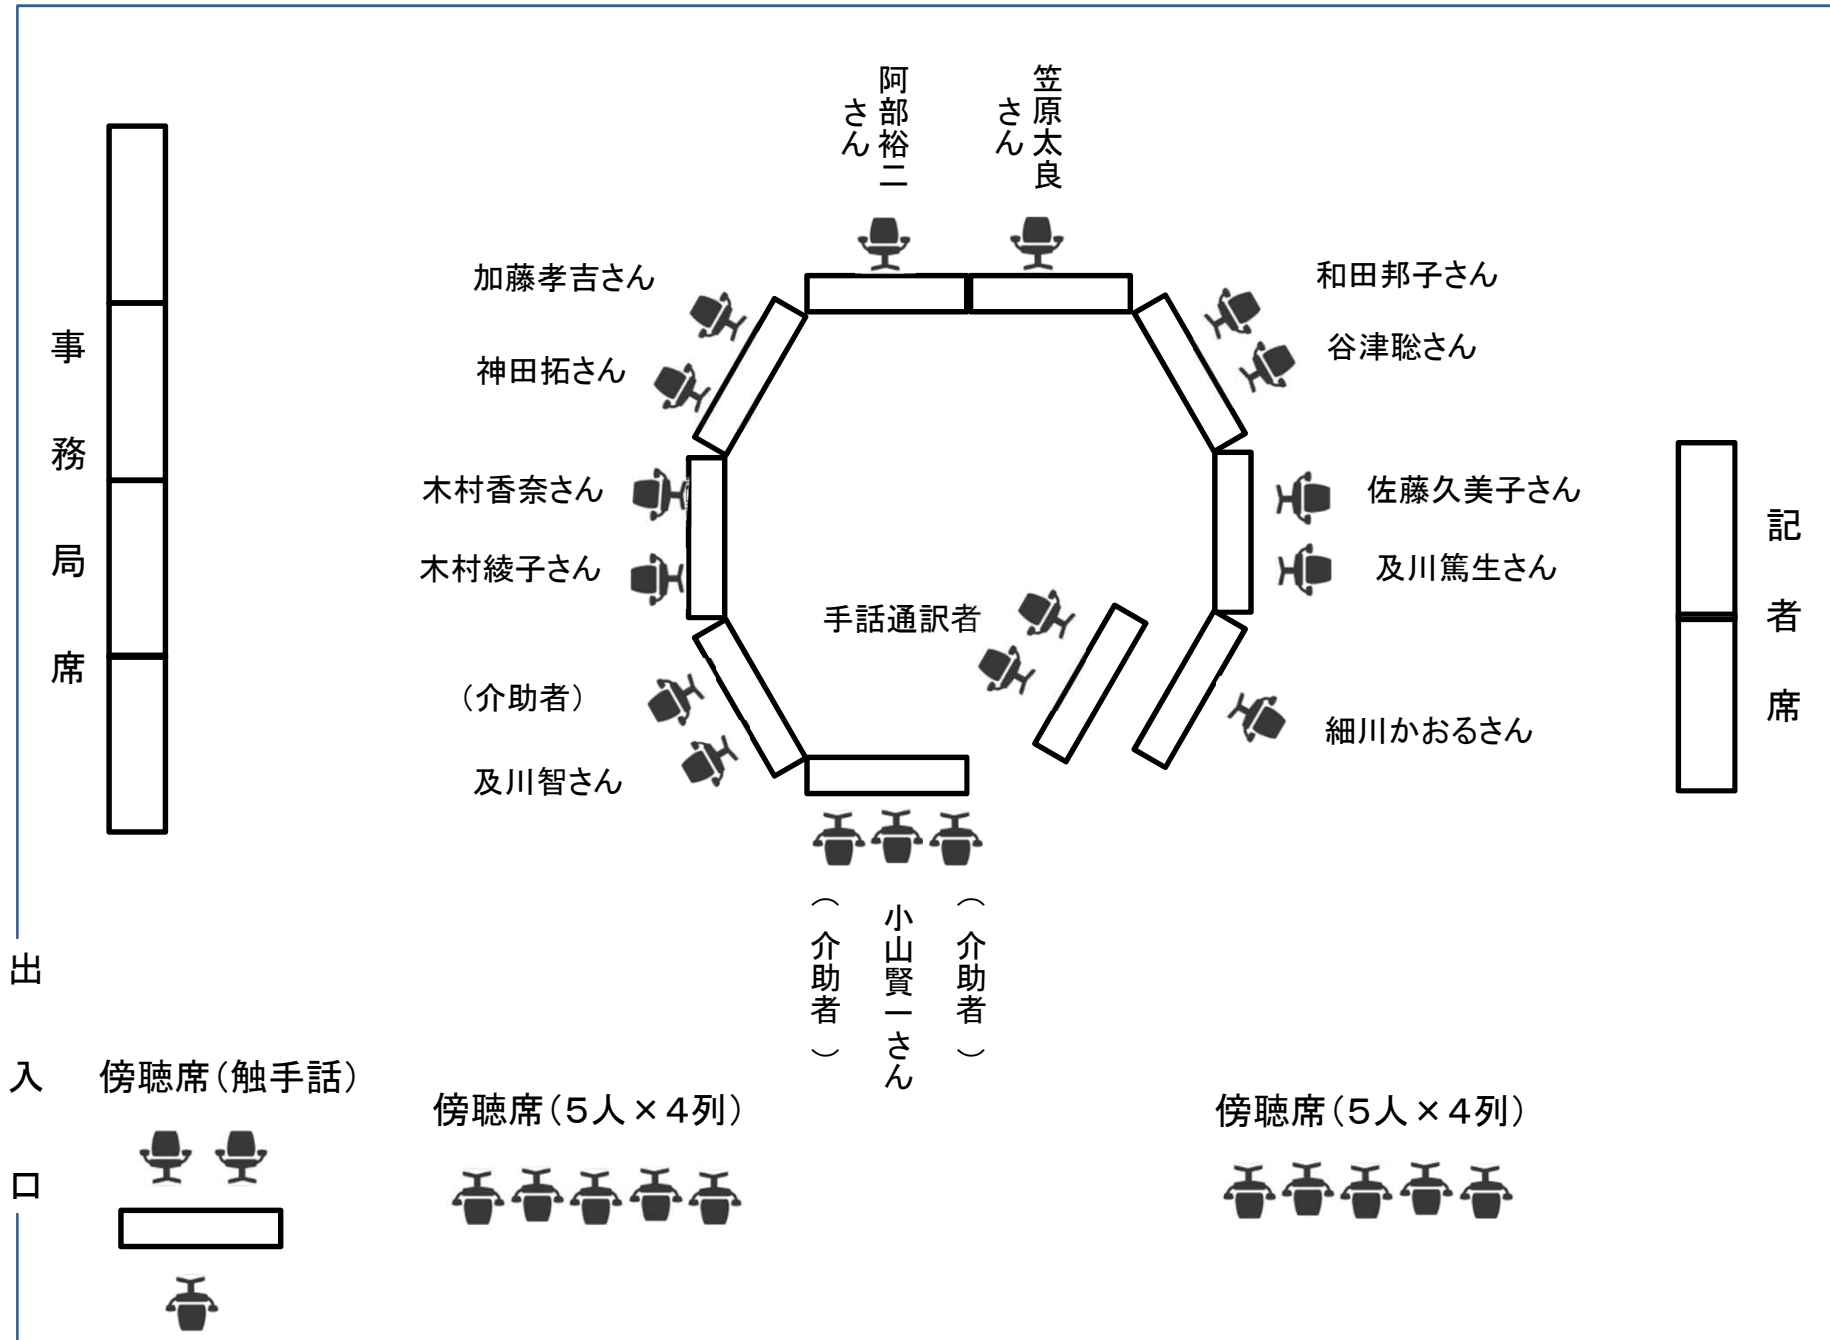 阿部裕二
さん
笠原太良
さん
加藤孝吉さん
和田邦子さん
神田拓さん
谷津聡さん
事務局席
木村香奈さん
佐藤久美子さん
記者席
木村綾子さん
及川篤生さん
手話通訳者
（介助者）
細川かおるさん
及川智さん
（介助者）
小山賢一さん
（介助者）
出入口
傍聴席（触手話）
傍聴席（５人×４列）
傍聴席（５人×４列）